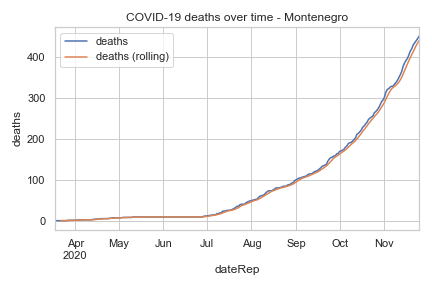 COVID-19 deaths over time - Montenegro
deaths
deaths (rolling)
deaths
400
300
200
100
0
Apr May Jun Jul Aug Sep Oct Nov
2020
dateRep